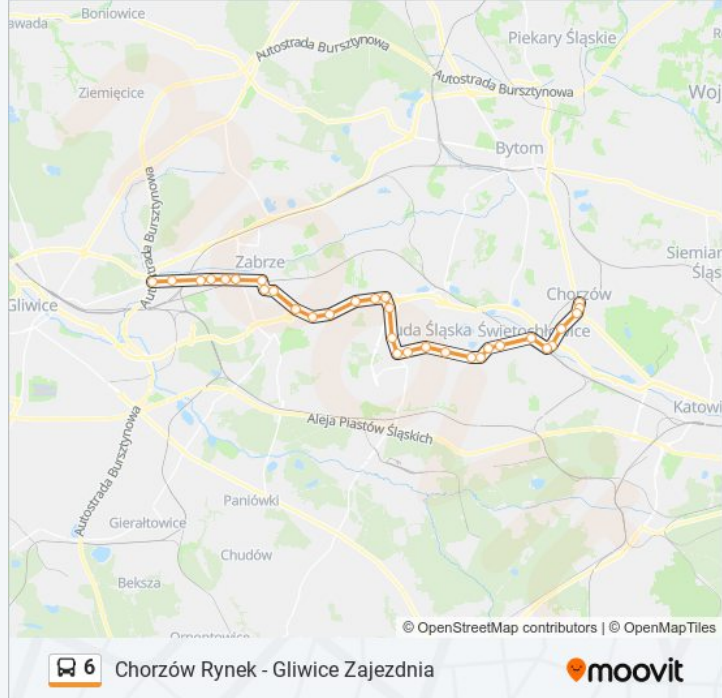 awada
Boniowice
Piekary Śląskie
Autostrada Bursztynowa
Autostrada Bursztynowa
Ziemięcice
Woj
Bytom
Autostrada Bursztynowa
Zabrze
Siemian
Śląs
Gliwice
Chorzów
uda Śląska
Świętochłowice
Katowi
Aleja Piastów Śląskich
Autostrada Bursztynowa
Paniówki
Gierałtowice
Chudów
Beksza
Ornontowice
© OpenStreetMap contributors | © OpenMapTiles
6 Chorzów Rynek - Gliwice Zajezdnia
moovit